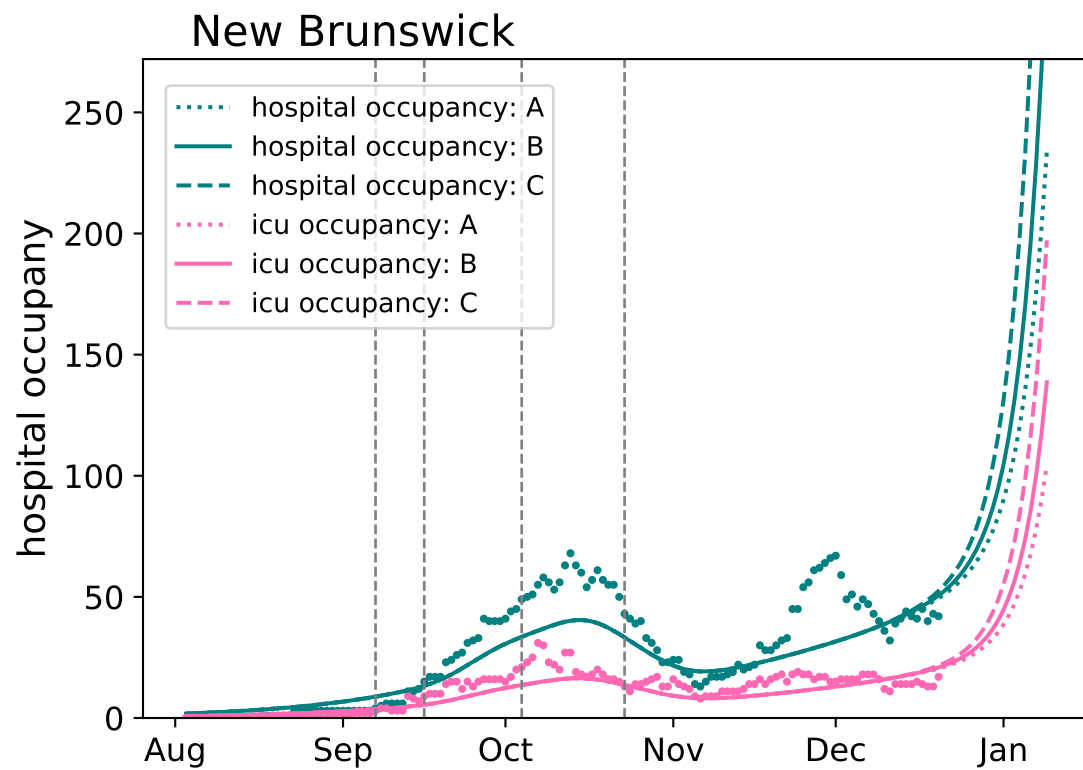 New Brunswick
hospital occupany
250
200
150
100
50
0
hospital occupancy: A
hospital occupancy: B
hospital occupancy: C
icu occupancy: A
icu occupancy: B
icu occupancy: C
Aug Sep Oct Nov Dec Jan